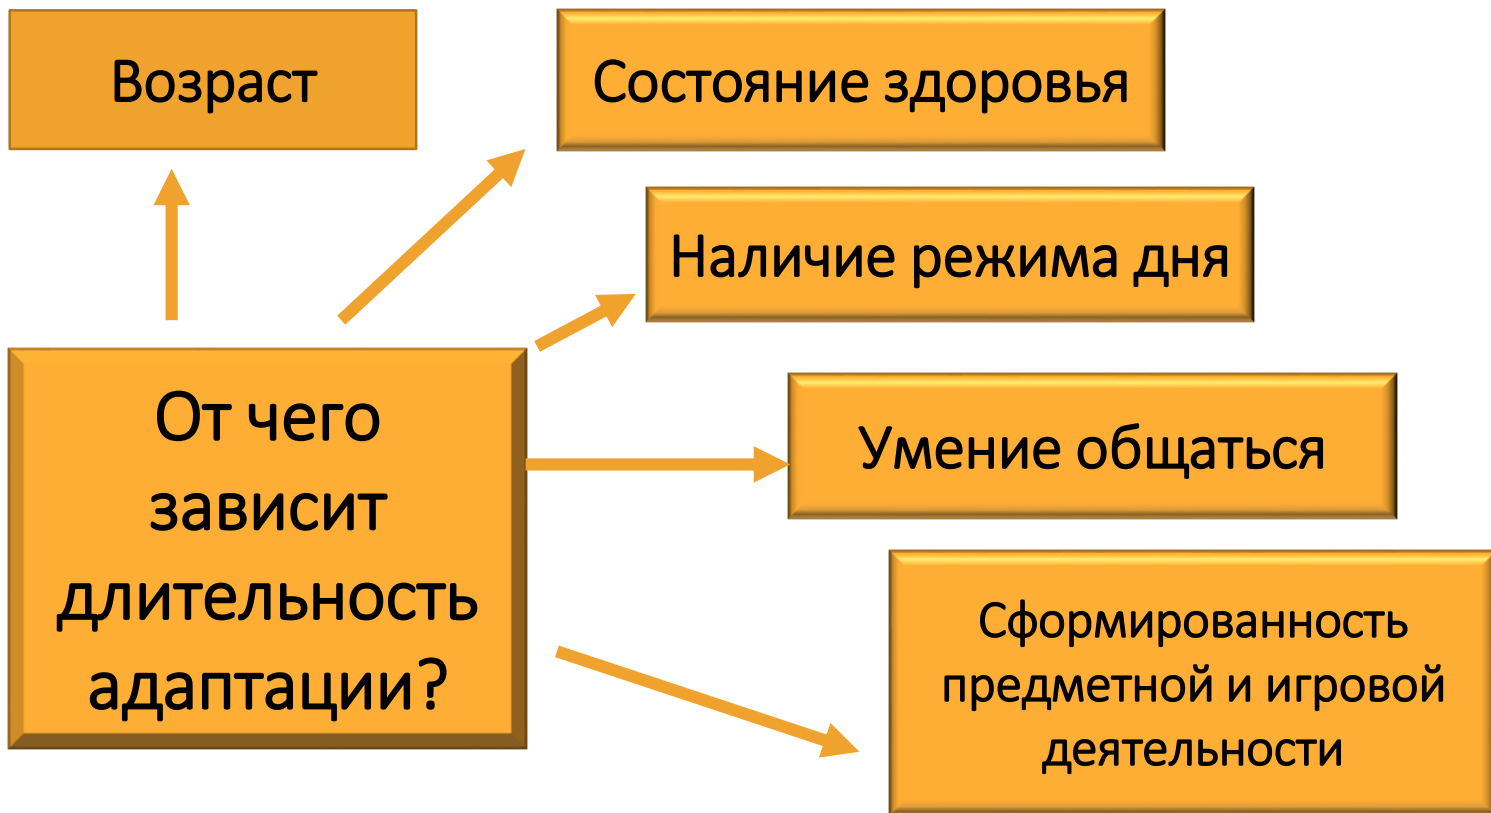 Возраст
Состояние здоровья
Наличие режима дня
От чего
зависит
длительность
адаптации?
Умение общаться
Сформированность
предметной и игровой
деятельности